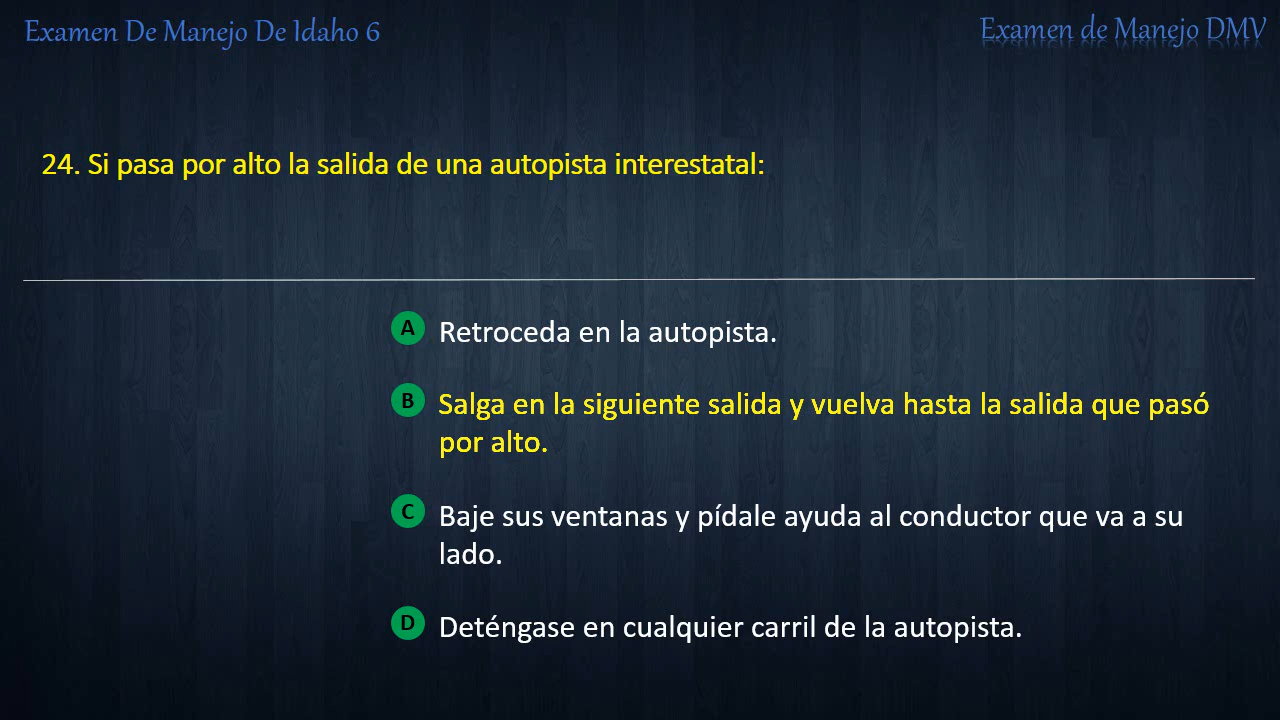 Examen De Manejo De Idaho 6
Examen de Manejo DMV
24. Si pasa por alto la salida de una autopista interestatal:
A Retroceda en la autopista.
B Salga en la siguiente salida y vuelva hasta la salida que pasó
por alto.
C Baje sus ventanas y pídale ayuda al conductor que va a su
lado.
D Deténgase en cualquier carril de la autopista.